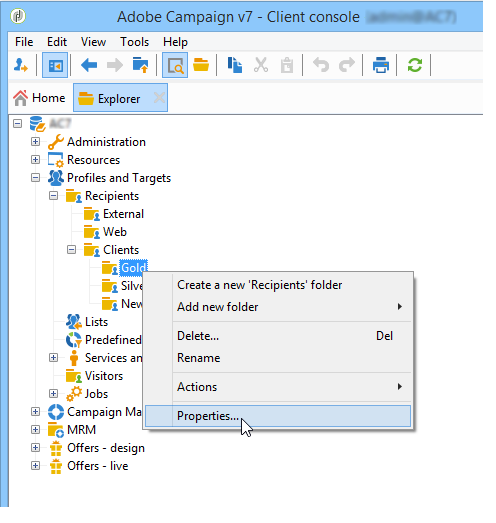 Adobe Campaign v7 - Client console
File Edit View Tools Help
Home Explorer
Administration
Resources
Profiles and Targets
Recipients
External
Web
Clients
Gold
Create a new 'Recipients' folder
Silve
Add new folder
New
Lists
Delete... Del
Predefined
Rename
Services an
Visitors
Actions
Jobs
Campaign Ma
Properties...
MRM
Offers - design
Offers - live